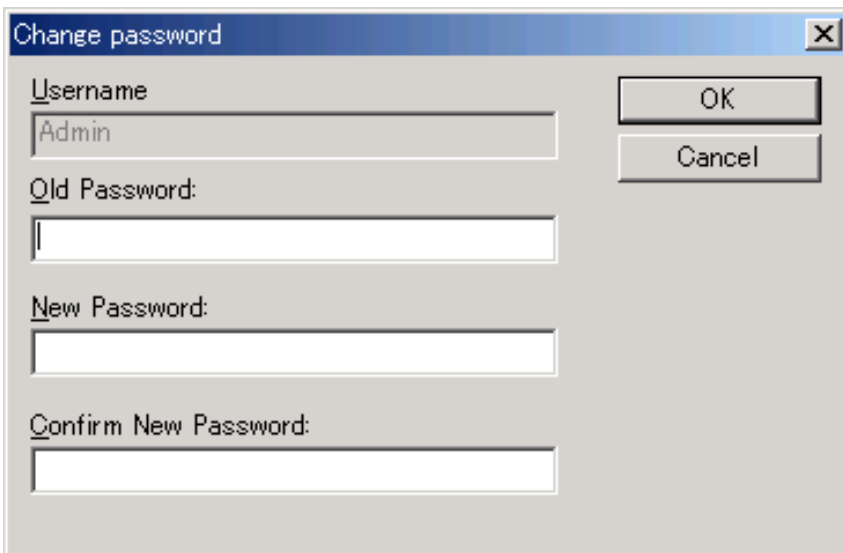 Change password
Username
Admin
OK
Cancel
Old Password:
New Password:
Confirm New Password: